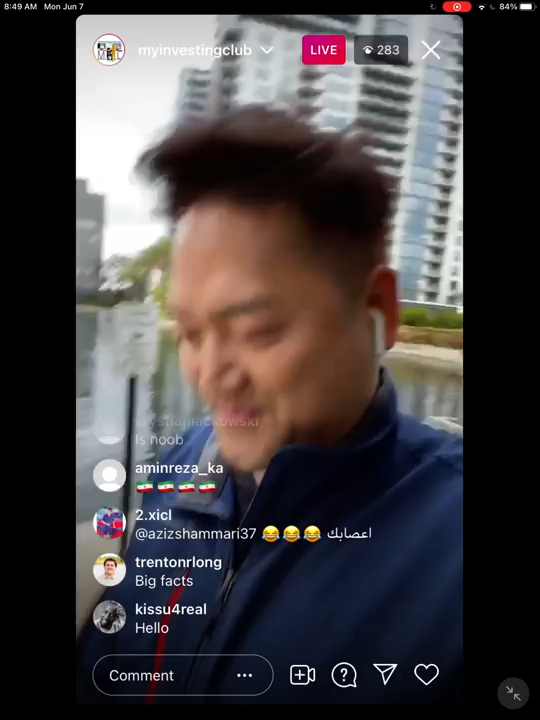 8:49 AM Mon Jun 7
84%
myinvestingclub
LIVE
283
Is noob
aminreza_ka
🇮🇷 🇮🇷 🇮🇷 🇮🇷
2.xicl
@azizshammari37 😂😂😂 اعصابك
trentonrlong
Big facts
kissu4real
Hello
Comment